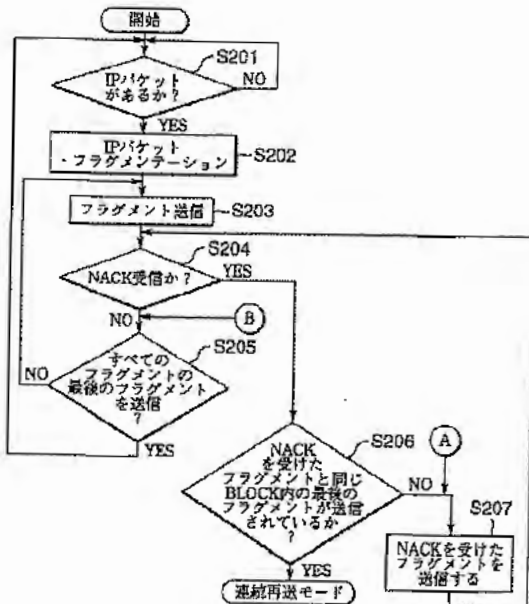 開始
S201
IPパケット
があるか？
NO
YES
S202
IPパケット
・フラグメンテーション
フラグメント送信
S203
S204
NACK受信か？
YES
NO
B
S205
すべての
フラグメントの
最後のフラグメント
を送信
？
NO
YES
S206
A
NACK
を受けた
フラグメントと同じ
BLOCK内の最後の
フラグメントが送信
されているか
？
NO
S207
NACKを受けた
フラグメントを
送信する
YES
連続再送モード